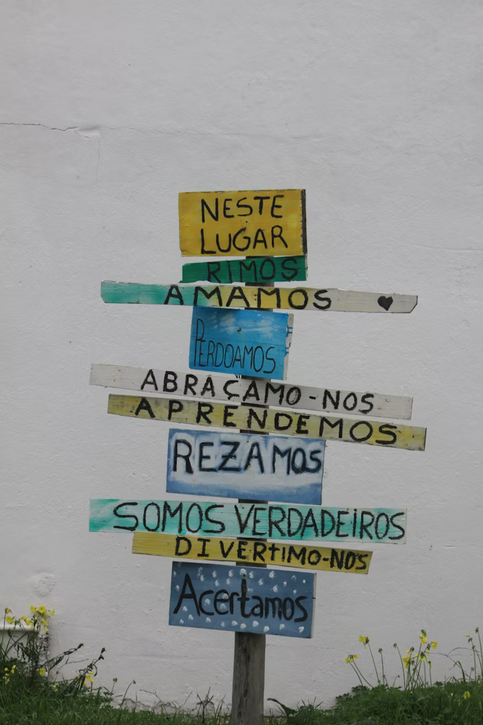 NESTE
LUGAR
RIMOS
AMAMOS
PERDOAMOS
ABRAÇAMO-NOS
APRENDEMOS
REZAMOS
SOMOS VERDADEIROS
DIVERTIMO-NOS
Acertamos